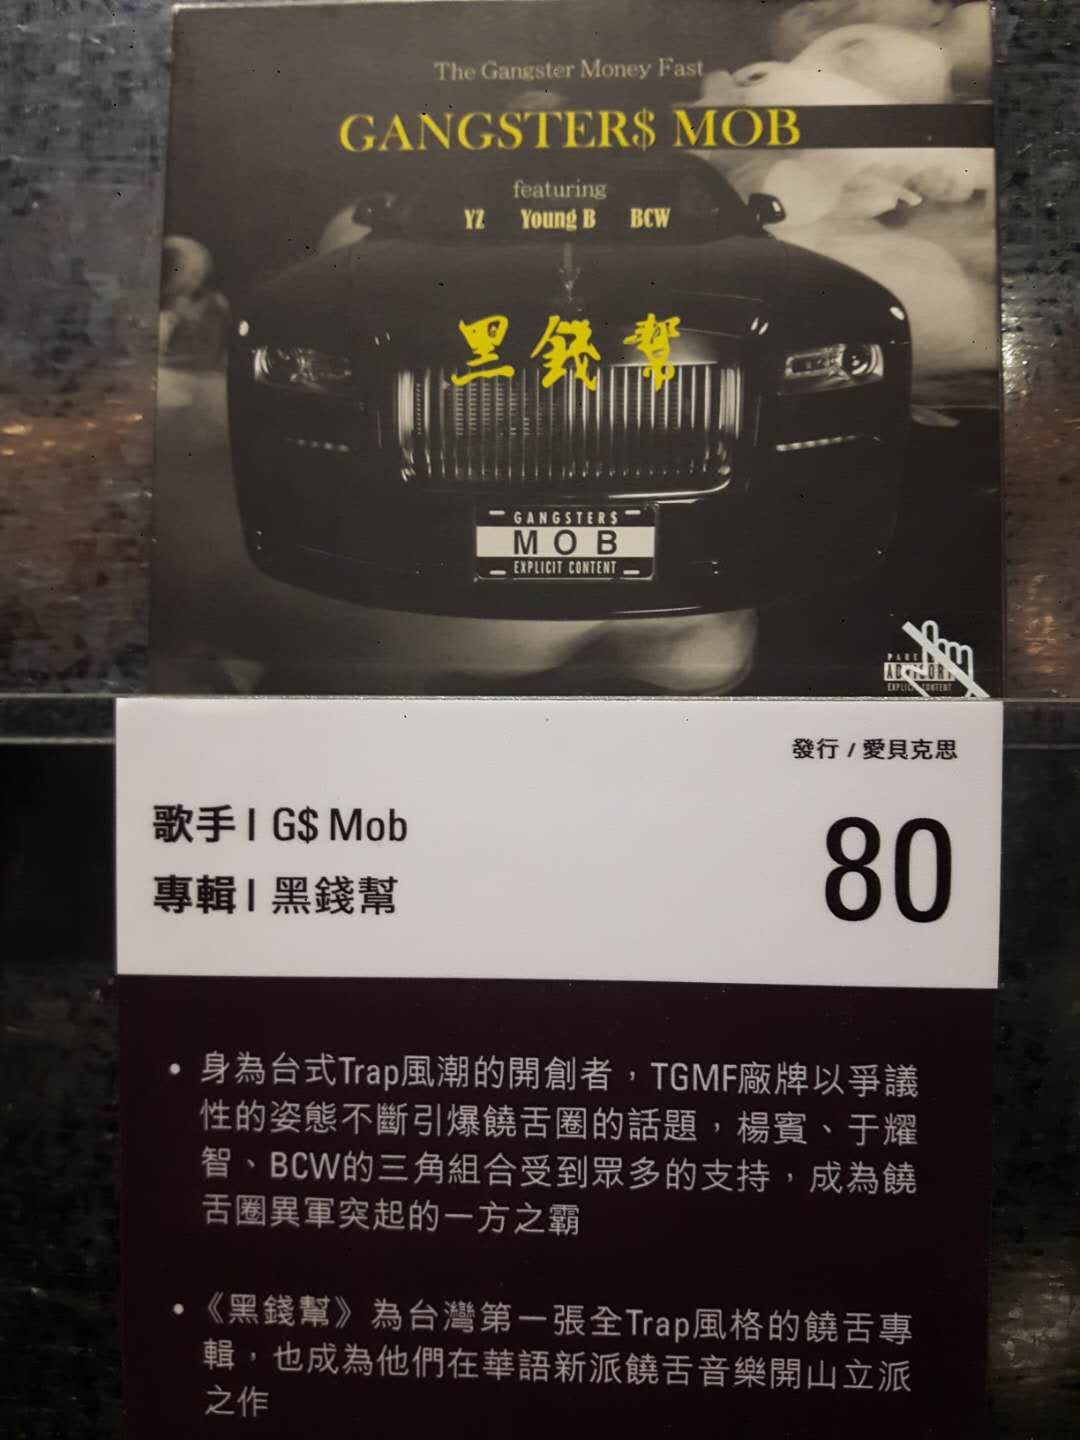 The Gangster Money Fast
GANGSTER$ MOB
featuring
YZ Young B BCW
黑錢幫
GANGSTER$
MOB
EXPLICIT CONTENT
發行 / 愛貝克思
歌手 | G$ Mob
80
專輯 | 黑錢幫
• 身為台式Trap風潮的開創者，TGMF廠牌以爭議
性的姿態不斷引爆饒舌圈的話題，楊賓、于耀
智、BCW的三角組合受到眾多的支持，成為饒
舌圈異軍突起的一方之霸
• 《黑錢幫》為台灣第一張全Trap風格的饒舌專
輯，也成為他們在華語新派饒舌音樂開山立派
之作